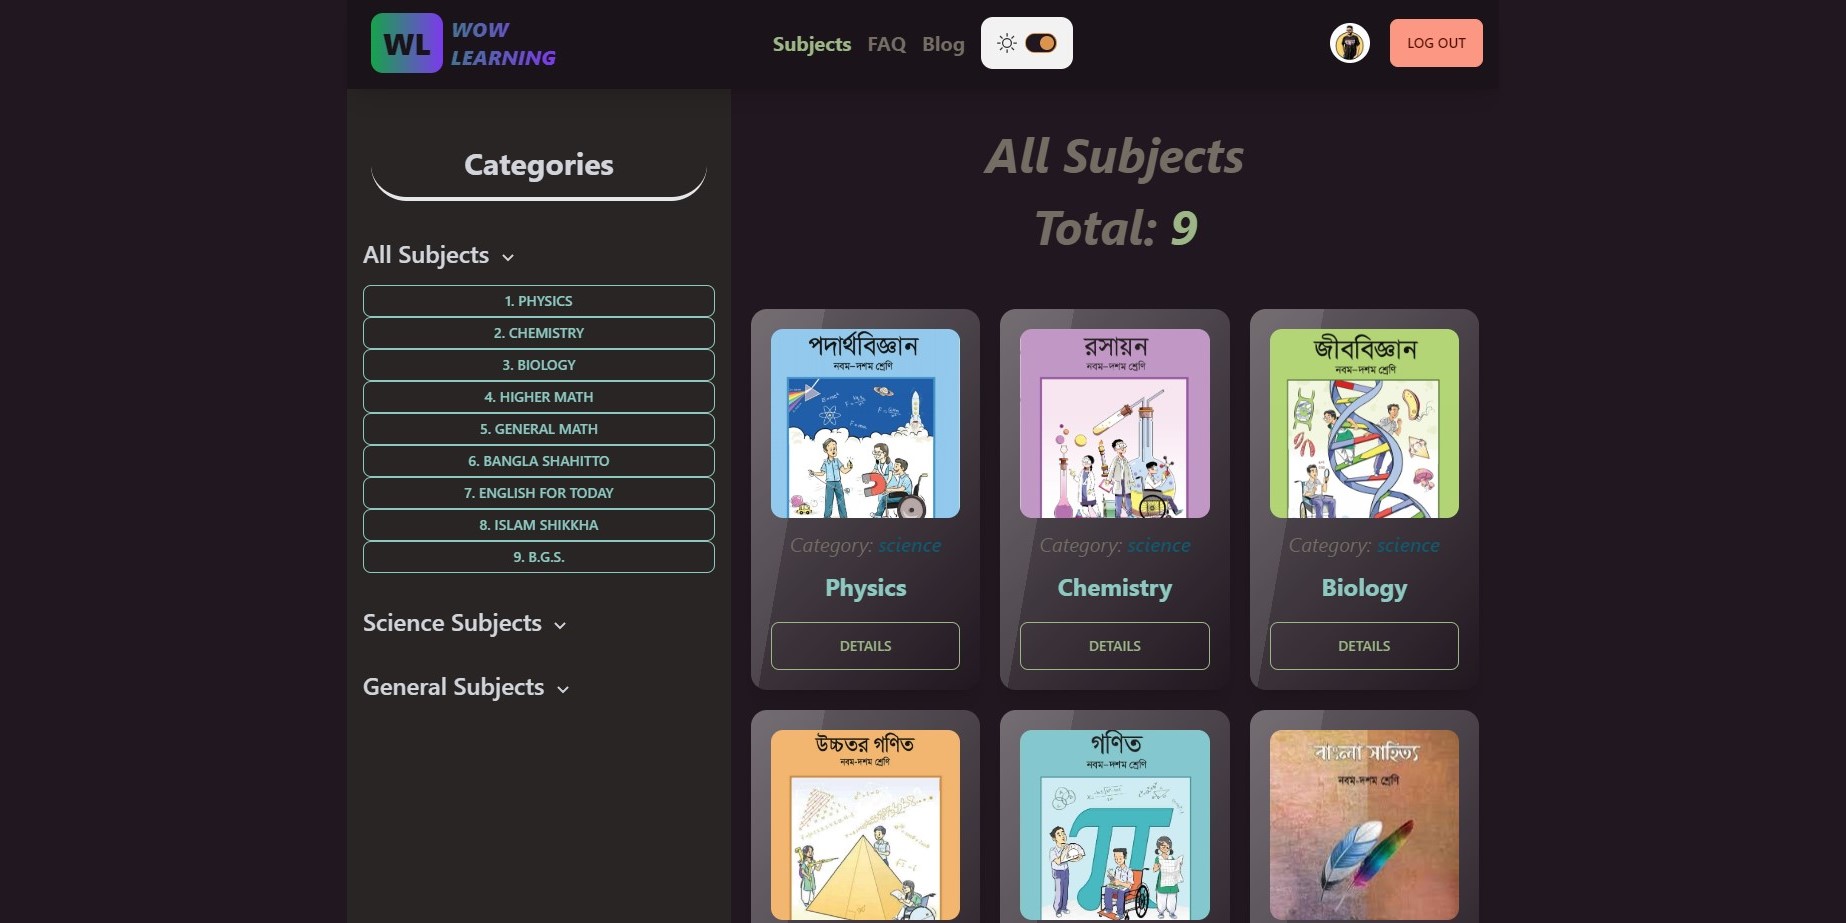 WL
WOW
LEARNING
Subjects FAQ Blog
LOG OUT
Categories
All Subjects
1. PHYSICS
2. CHEMISTRY
3. BIOLOGY
4. HIGHER MATH
5. GENERAL MATH
6. BANGLA SHAHITTO
7. ENGLISH FOR TODAY
8. ISLAM SHIKKHA
9. B.G.S.
Science Subjects
General Subjects
All Subjects
Total: 9
পদার্থবিজ্ঞান
নবম–দশম শ্রেণি
Category: science
Physics
DETAILS
রসায়ন
নবম–দশম শ্রেণি
Category: science
Chemistry
DETAILS
জীববিজ্ঞান
নবম–দশম শ্রেণি
Category: science
Biology
DETAILS
উচ্চতর গণিত
নবম-দশম শ্রেণি
গণিত
নবম–দশম শ্রেণি
বাংলা সাহিত্য
নবম-দশম শ্রেণি